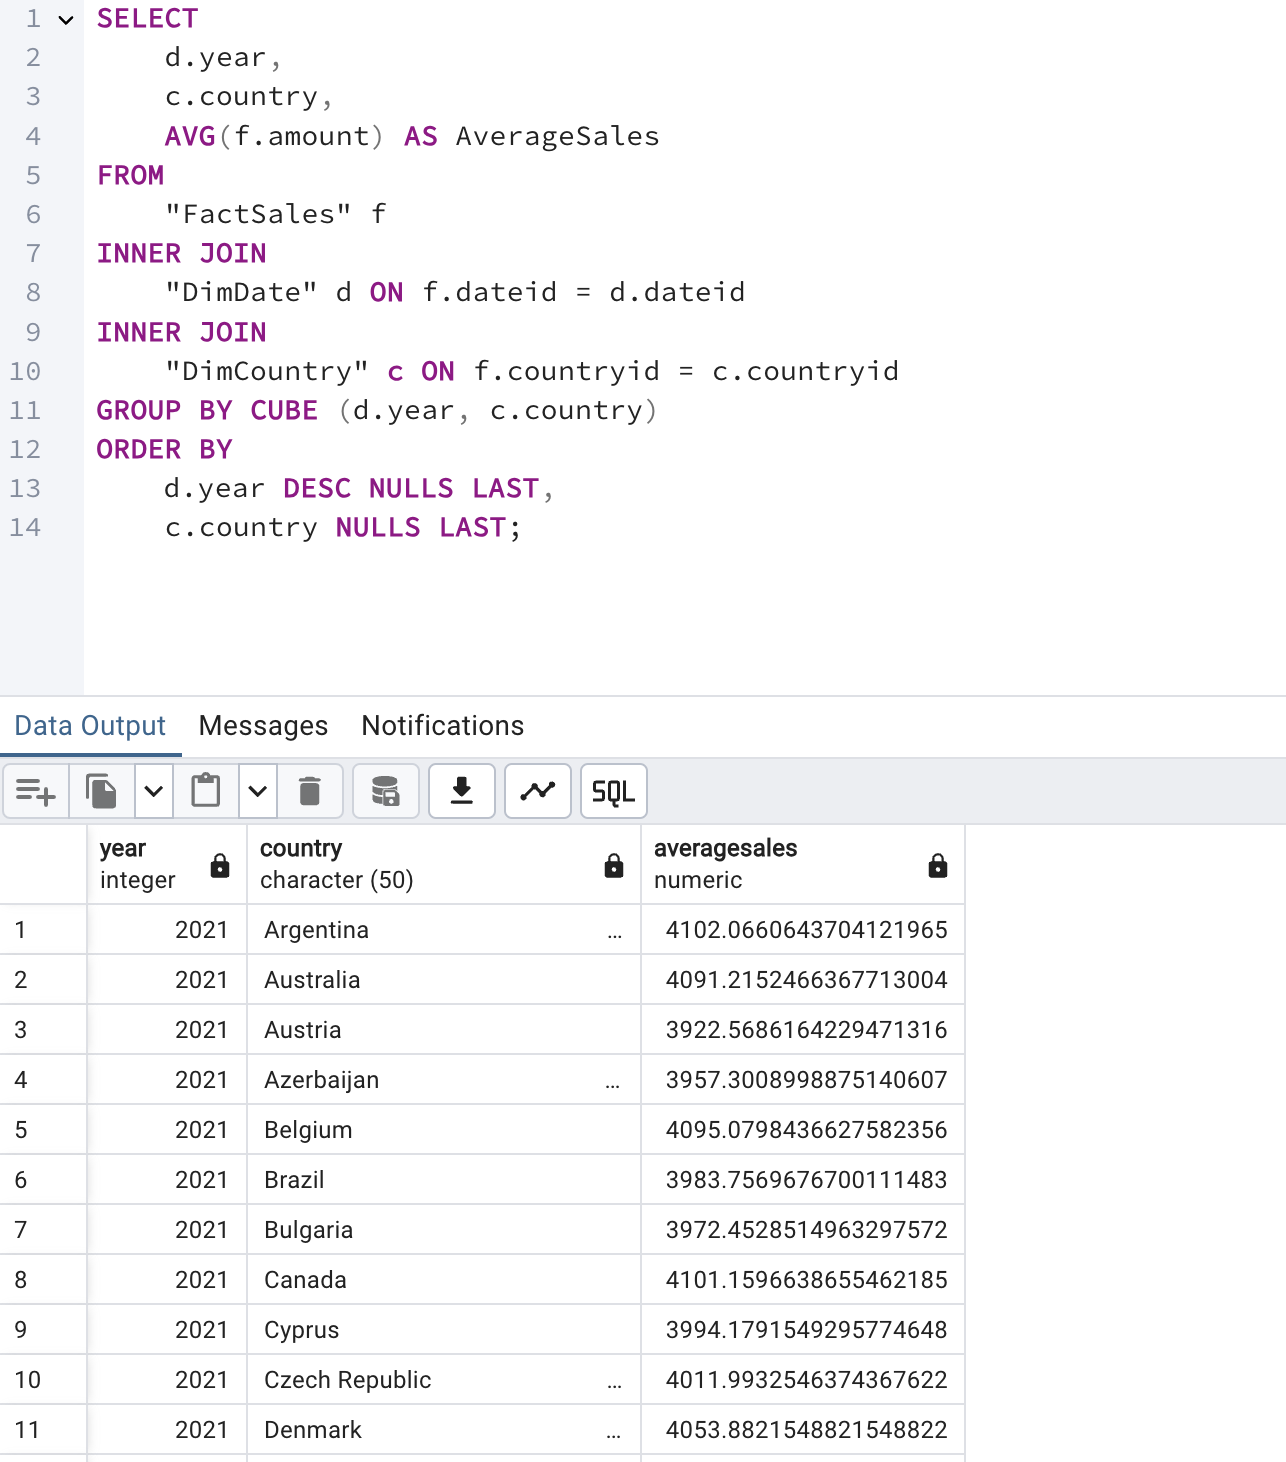 1 SELECT
2     d.year,
3     c.country,
4     AVG(f.amount) AS AverageSales
5 FROM
6     "FactSales" f
7 INNER JOIN
8     "DimDate" d ON f.dateid = d.dateid
9 INNER JOIN
10     "DimCountry" c ON f.countryid = c.countryid
11 GROUP BY CUBE (d.year, c.country)
12 ORDER BY
13     d.year DESC NULLS LAST,
14     c.country NULLS LAST;
Data Output Messages Notifications
SQL
year country averagesales
integer character (50) numeric
1 2021 Argentina ... 4102.0660643704121965
2 2021 Australia 4091.2152466367713004
3 2021 Austria 3922.5686164229471316
4 2021 Azerbaijan ... 3957.3008998875140607
5 2021 Belgium 4095.0798436627582356
6 2021 Brazil 3983.7569676700111483
7 2021 Bulgaria 3972.4528514963297572
8 2021 Canada 4101.1596638655462185
9 2021 Cyprus 3994.1791549295774648
10 2021 Czech Republic ... 4011.9932546374367622
11 2021 Denmark ... 4053.8821548821548822